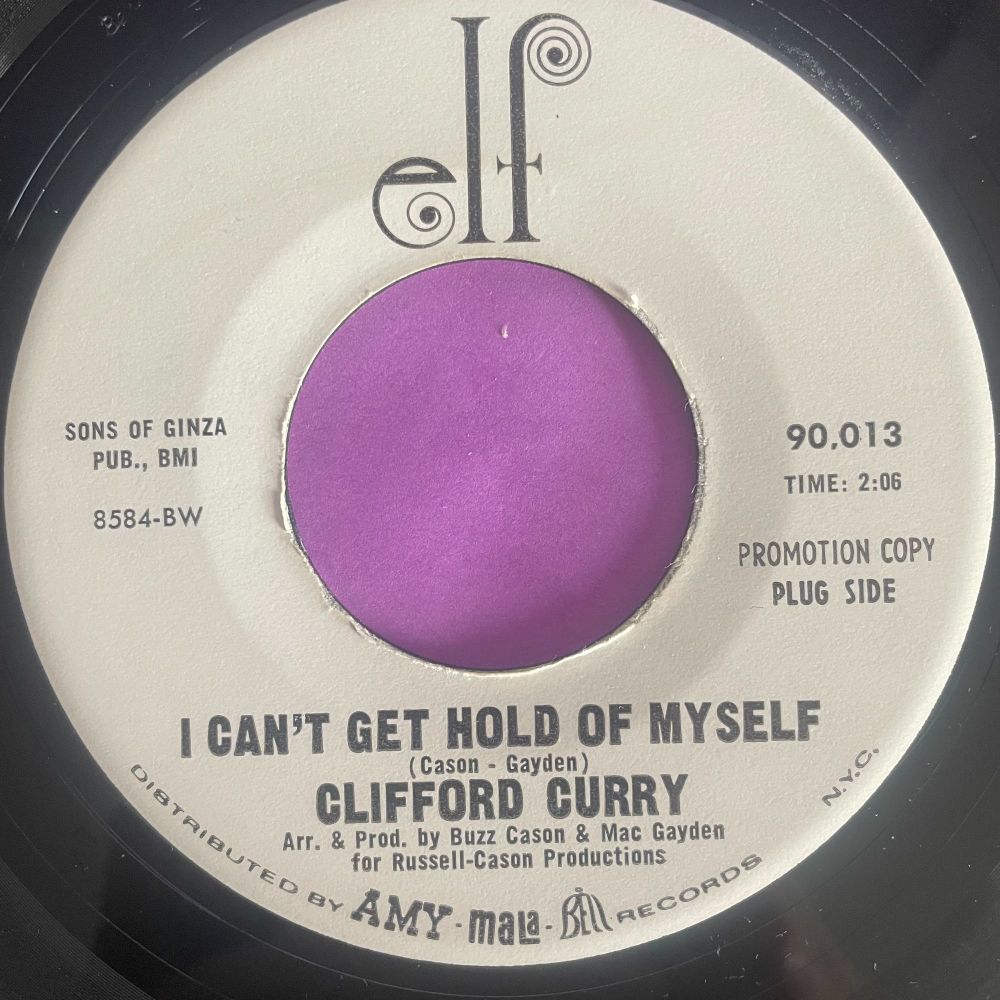 elf
SONS OF GINZA
PUB., BMI
8584-BW
90,013
TIME: 2:06
PROMOTION COPY
PLUG SIDE
I CAN'T GET HOLD OF MYSELF
(Cason - Gayden)
CLIFFORD CURRY
Arr. & Prod. by Buzz Cason & Mac Gayden
for Russell-Cason Productions
DISTRIBUTED BY AMY - mala - BELL RECORDS N.Y.C.